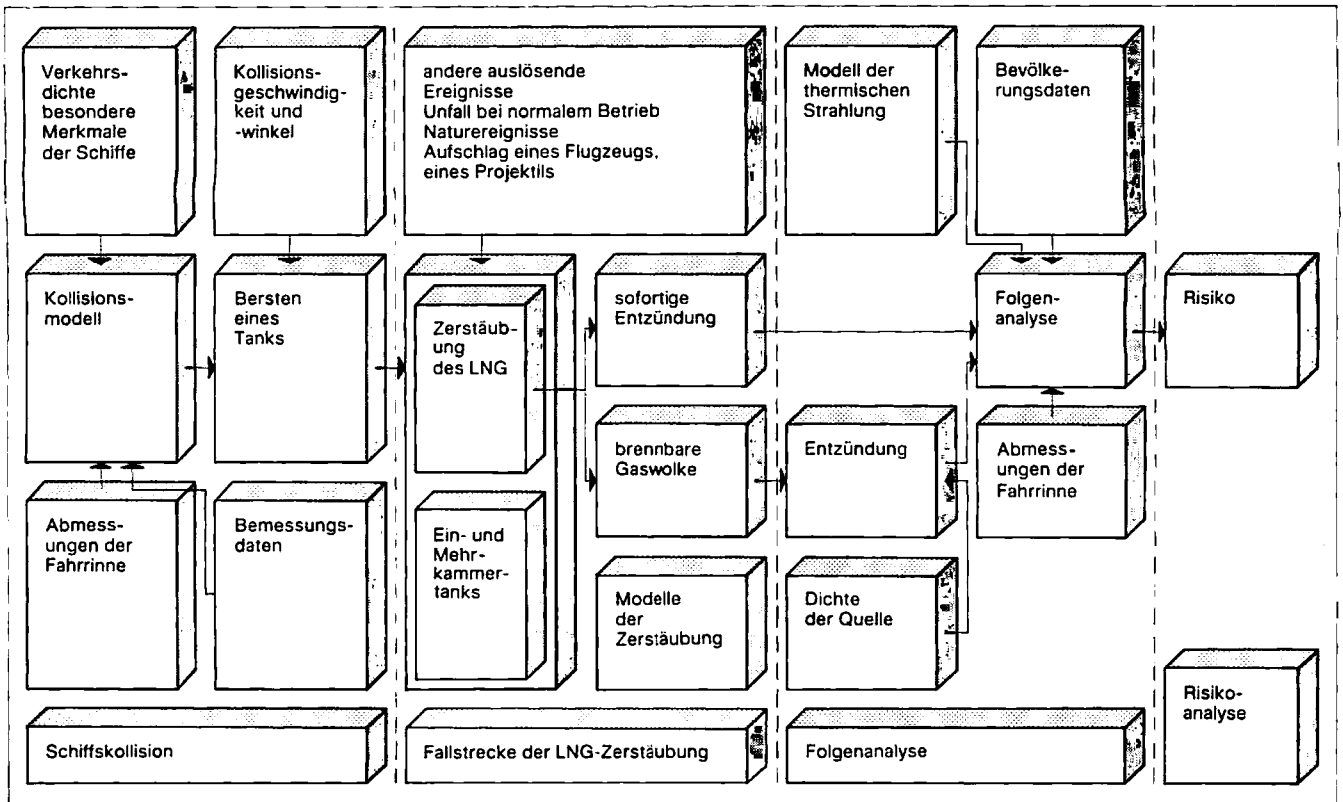 Verkehrs-
dichte
besondere
Merkmale
der Schiffe
Kollisions-
geschwindig-
keit und
-winkel
andere auslösende
Ereignisse
Unfall bei normalem Betrieb
Naturereignisse
Aufschlag eines Flugzeugs,
eines Projektils
Modell der
thermischen
Strahlung
Bevölke-
rungsdaten
Kollisions-
modell
Bersten
eines
Tanks
Zerstäub-
ung
des LNG
sofortige
Entzündung
Folgen-
analyse
Risiko
brennbare
Gaswolke
Entzündung
Abmess-
ungen der
Fahrrinne
Abmess-
ungen der
Fahrrinne
Bemessungs-
daten
Ein- und
Mehr-
kammer-
tanks
Modelle
der
Zerstäubung
Dichte
der Quelle
Risiko-
analyse
Schiffskollision
Fallstrecke der LNG-Zerstäubung
Folgenanalyse